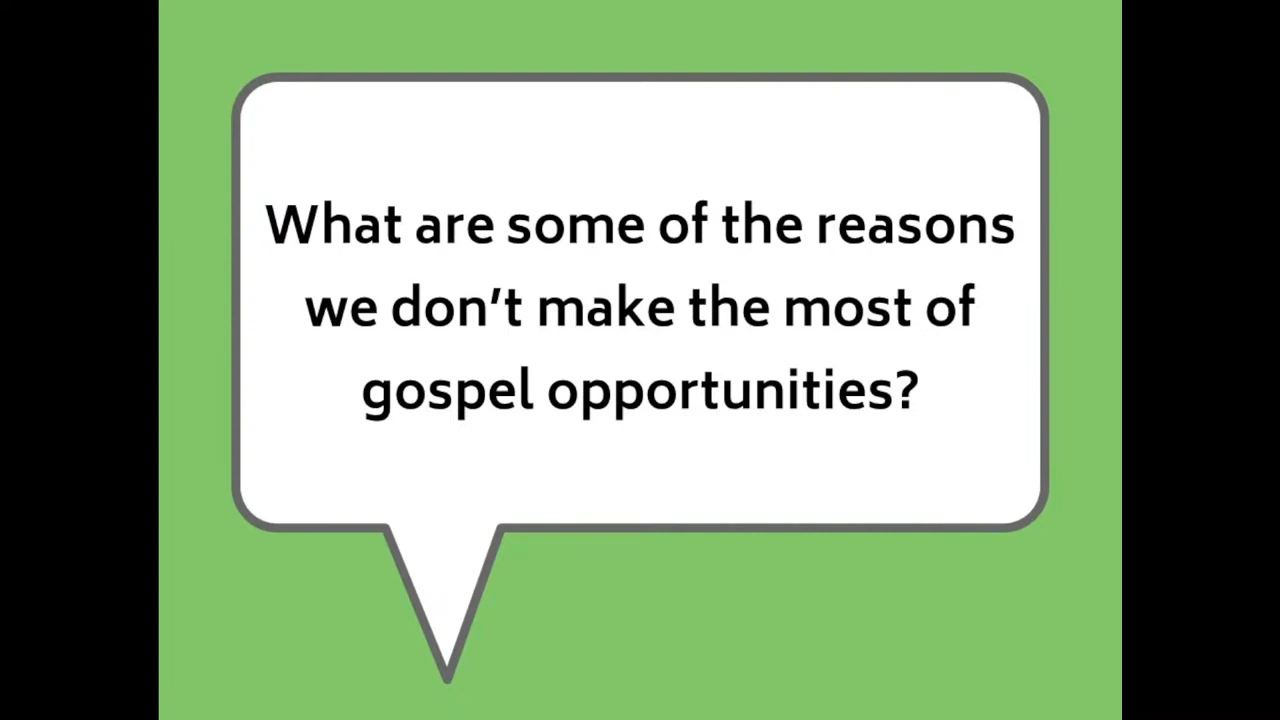 What are some of the reasons
we don’t make the most of
gospel opportunities?